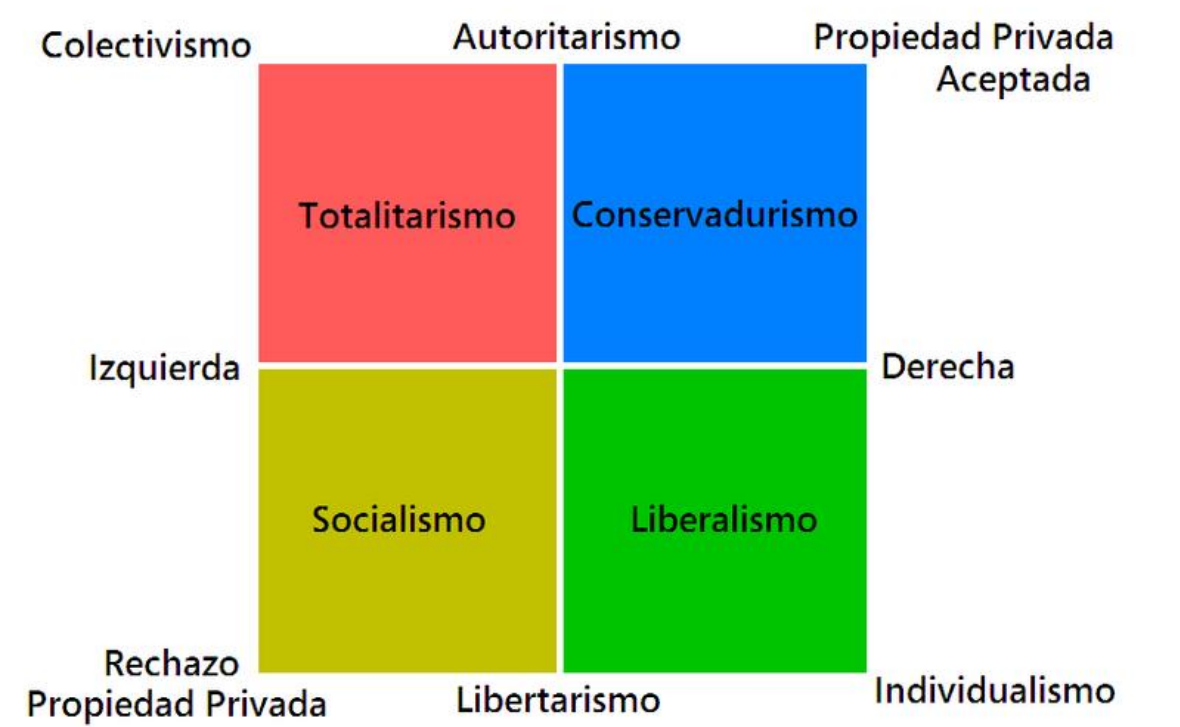 Colectivismo
Autoritarismo
Propiedad Privada
Aceptada
Totalitarismo
Conservadurismo
Izquierda
Derecha
Socialismo
Liberalismo
Rechazo
Propiedad Privada
Libertarismo
Individualismo